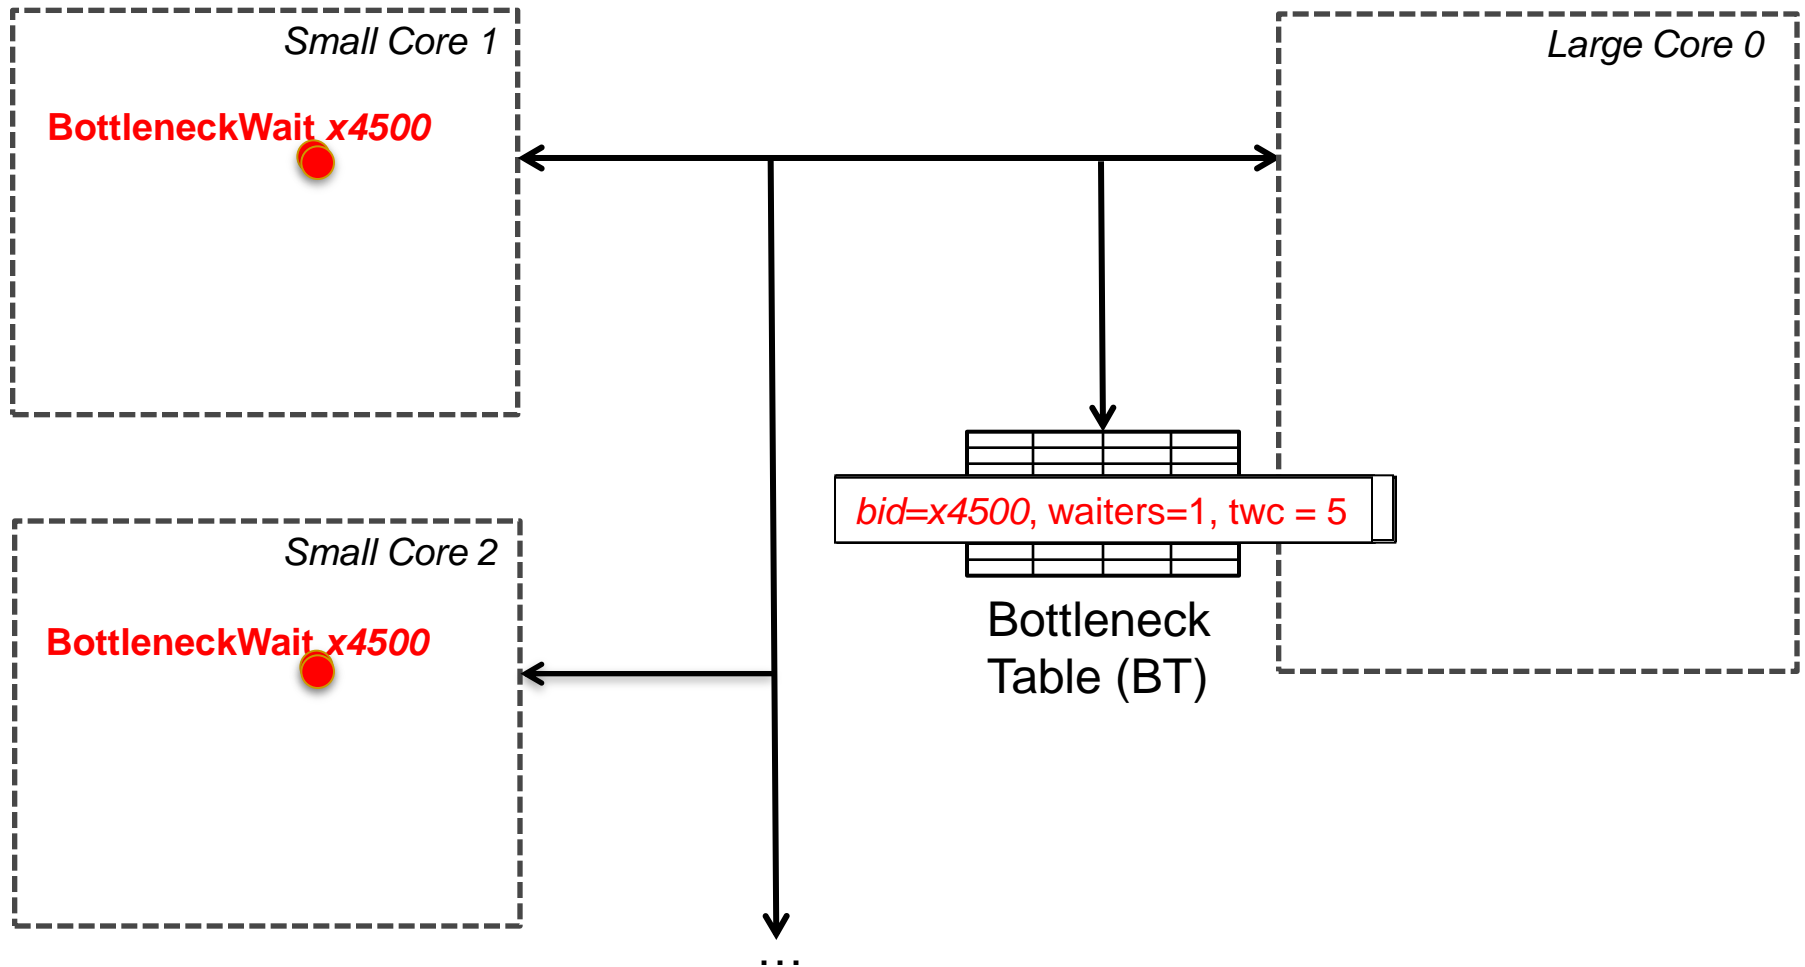 Small Core 1
BottleneckWait x4500
Large Core 0
bid=x4500, waiters=1, twc = 5
Small Core 2
BottleneckWait x4500
Bottleneck
Table (BT)
…